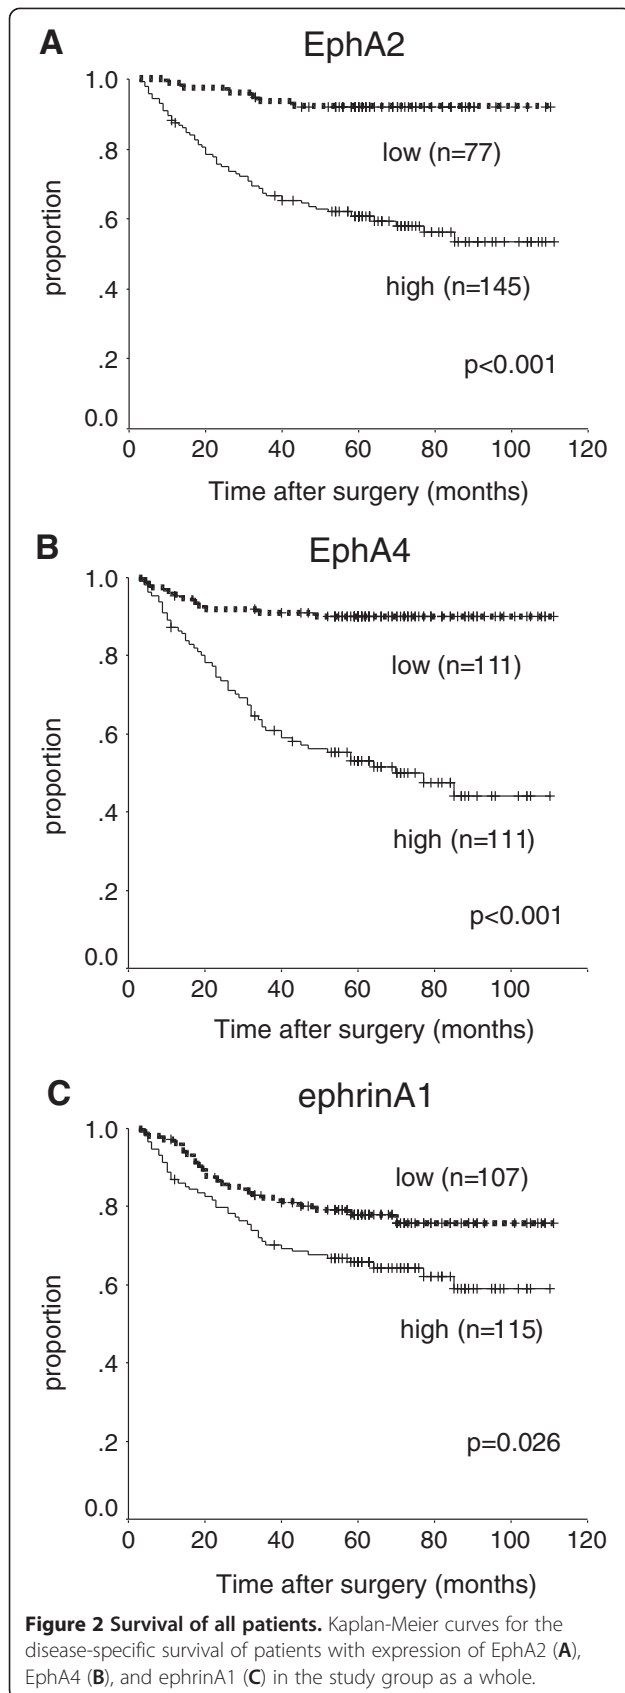 A
EphA2
1.0
.8
.6
.4
.2
0.0
proportion
low (n=77)
high (n=145)
p<0.001
0 20 40 60 80 100 120
Time after surgery (months)
B
EphA4
1.0
.8
.6
.4
.2
0.0
proportion
low (n=111)
high (n=111)
p<0.001
0 20 40 60 80 100
Time after surgery (months)
C
ephrinA1
1.0
.8
.6
.4
.2
0.0
proportion
low (n=107)
high (n=115)
p=0.026
0 20 40 60 80 100 120
Time after surgery (months)
Figure 2 Survival of all patients. Kaplan-Meier curves for the
disease-specific survival of patients with expression of EphA2 (A),
EphA4 (B), and ephrinA1 (C) in the study group as a whole.